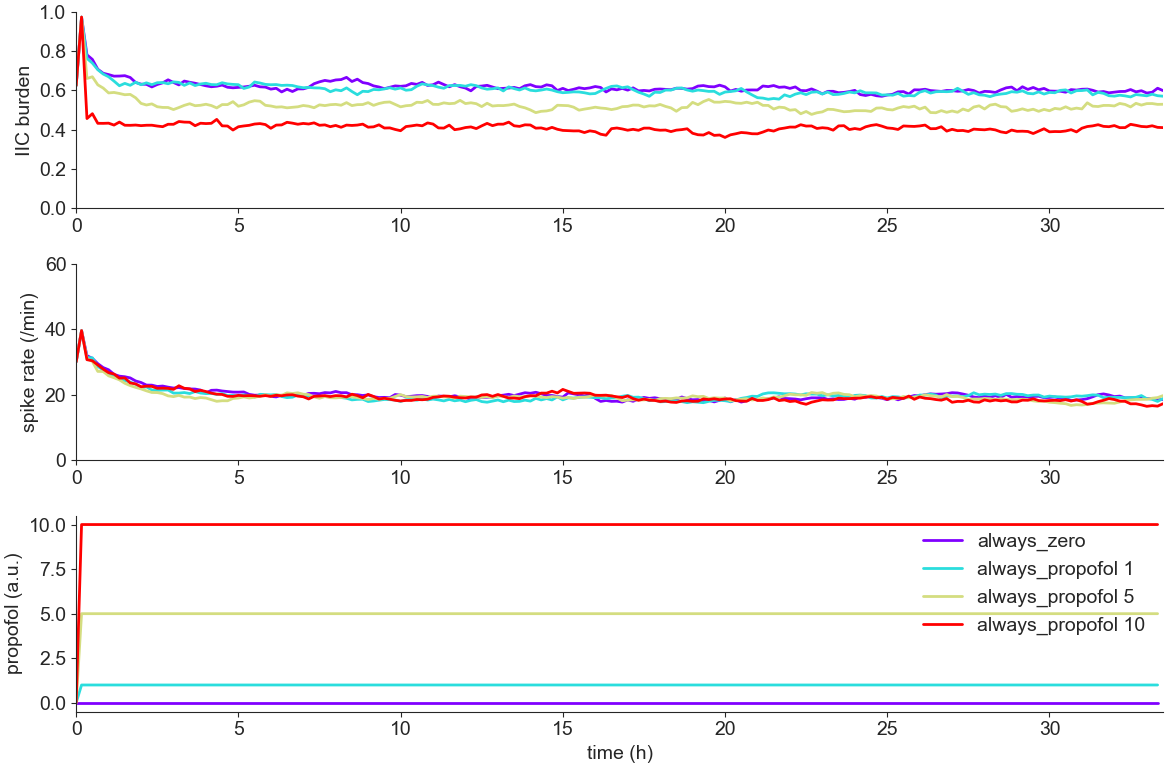 1.0
0.8
0.6
0.4
0.2
0.0
IIC burden
0 5 10 15 20 25 30
60
40
20
0
spike rate (/min)
0 5 10 15 20 25 30
10.0
7.5
5.0
2.5
0.0
propofol (a.u.)
always_zero
always_propofol 1
always_propofol 5
always_propofol 10
0 5 10 15 20 25 30
time (h)